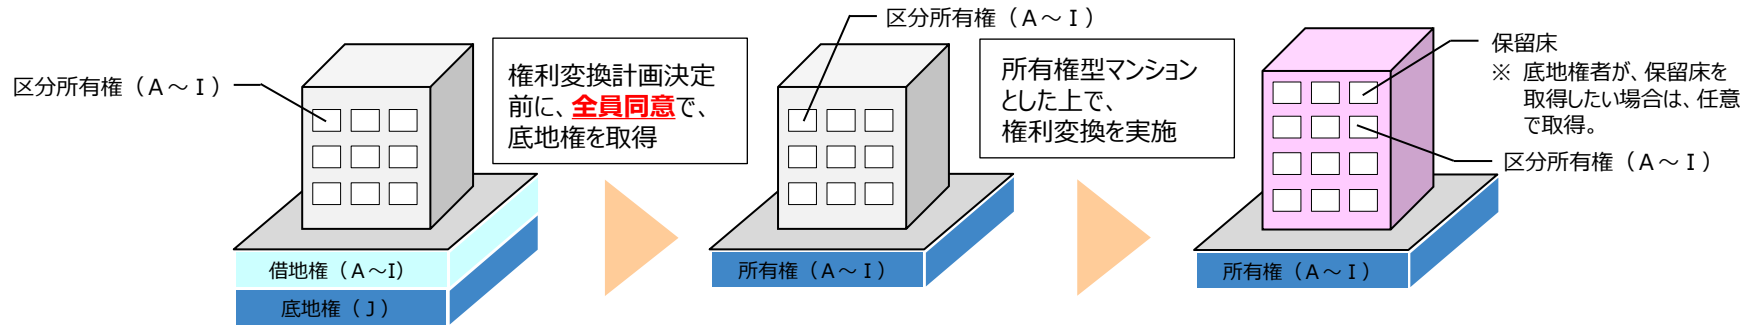 区分所有権（A～I）
権利変換計画決定
前に、全員同意で、
底地権を取得
借地権（A～I）
底地権（J）
区分所有権（A～I）
所有権型マンション
とした上で、
権利変換を実施
所有権（A～I）
保留床
※ 底地権者が、保留床を
取得したい場合は、任意
で取得。
区分所有権（A～I）
所有権（A～I）